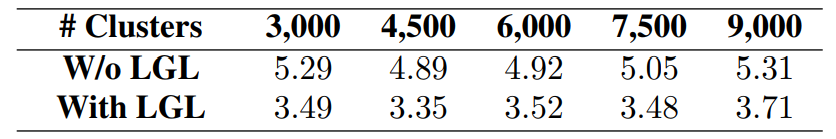 # Clusters 3,000 4,500 6,000 7,500 9,000
W/o LGL 5.29 4.89 4.92 5.05 5.31
With LGL 3.49 3.35 3.52 3.48 3.71